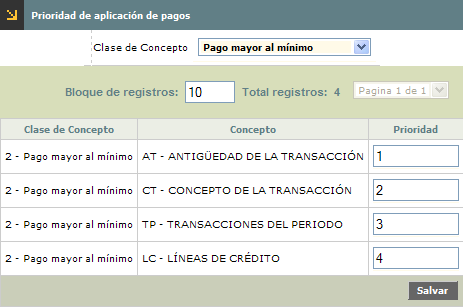 Prioridad de aplicación de pagos
Clase de Concepto Pago mayor al mínimo
Bloque de registros: 10 Total registros: 4 Pagina 1 de 1
Clase de Concepto Concepto Prioridad
2 - Pago mayor al mínimo AT - ANTIGÜEDAD DE LA TRANSACCIÓN 1
2 - Pago mayor al mínimo CT - CONCEPTO DE LA TRANSACCIÓN 2
2 - Pago mayor al mínimo TP - TRANSACCIONES DEL PERIODO 3
2 - Pago mayor al mínimo LC - LÍNEAS DE CRÉDITO 4
Salvar